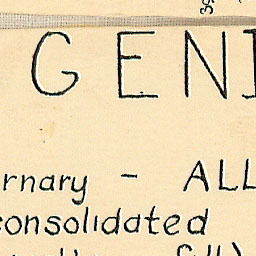 GENI
rnary - ALL
consolidated